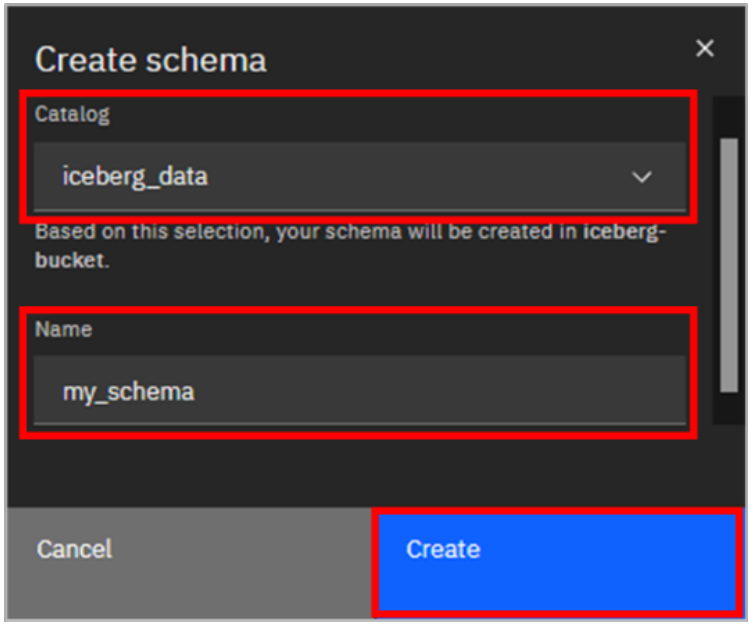 Create schema
Catalog
iceberg_data
Based on this selection, your schema will be created in iceberg-
bucket.
Name
my_schema
Cancel
Create